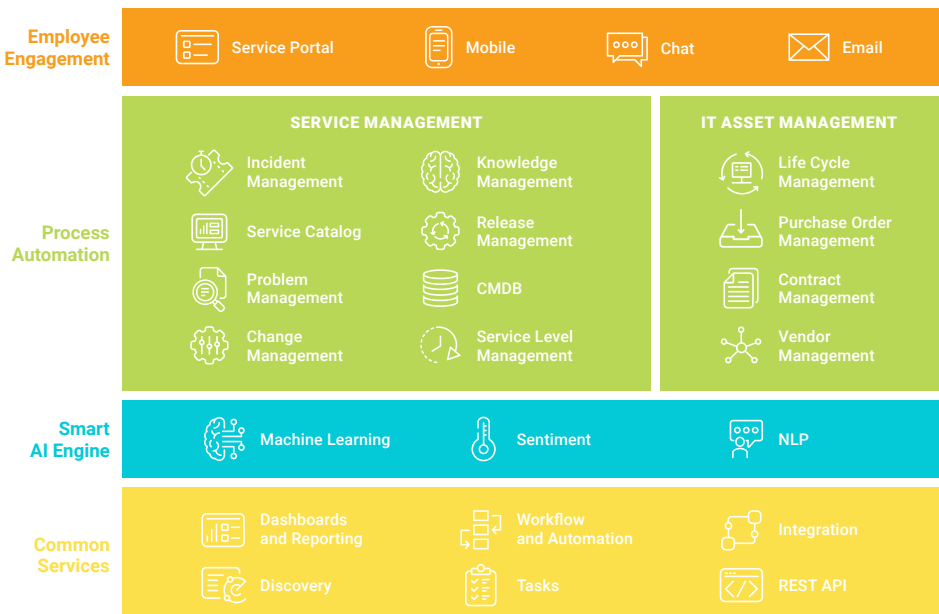 Employee
Engagement
Service Portal
Mobile
Chat
Email
Process
Automation
SERVICE MANAGEMENT
Incident
Management
Knowledge
Management
Service Catalog
Release
Management
Problem
Management
CMDB
Change
Management
Service Level
Management
IT ASSET MANAGEMENT
Life Cycle
Management
Purchase Order
Management
Contract
Management
Vendor
Management
Smart
AI Engine
Machine Learning
Sentiment
NLP
Common
Services
Dashboards
and Reporting
Workflow
and Automation
Integration
Discovery
Tasks
REST API